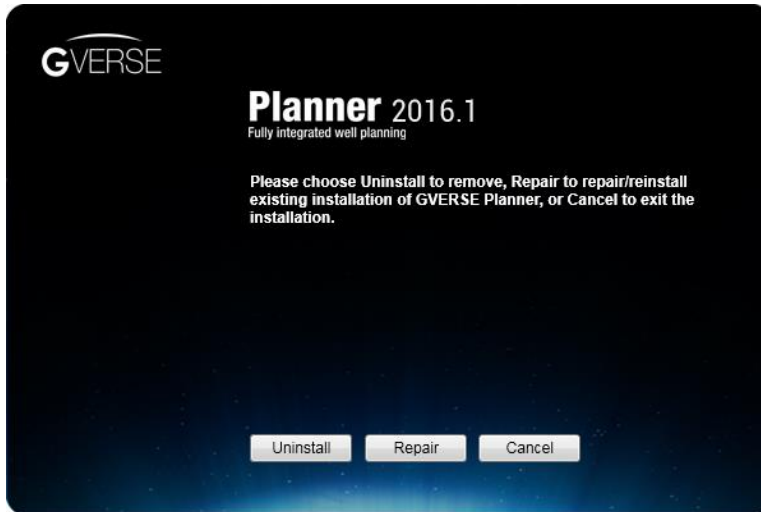 GVERSE
Planner 2016.1
Fully integrated well planning
Please choose Uninstall to remove, Repair to repair/reinstall
existing installation of GVERSE Planner, or Cancel to exit the
installation.
Uninstall Repair Cancel